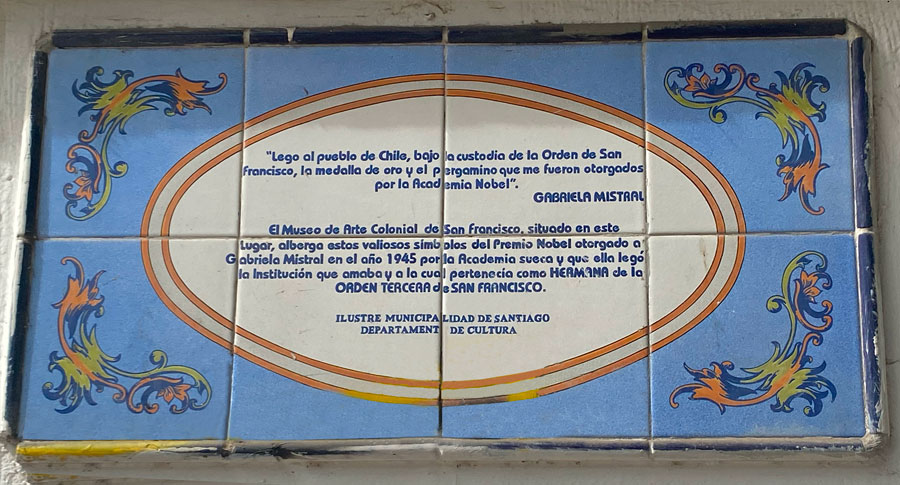 "Lego al pueblo de Chile, bajo la custodia de la Orden de San
Francisco, la medalla de oro y el pergamino que me fueron otorgados
por la Academia Nobel".
GABRIELA MISTRAL
El Museo de Arte Colonial de San Francisco, situado en este
Lugar, alberga estos valiosos símbolos del Premio Nobel otorgado a
Gabriela Mistral en el año 1945 por la Academia sueca y que ella legó
la Institución que amaba y a la cual pertenecía como HERMANA de la
ORDEN TERCERA de SAN FRANCISCO.
ILUSTRE MUNICIPALIDAD DE SANTIAGO
DEPARTAMENT DE CULTURA